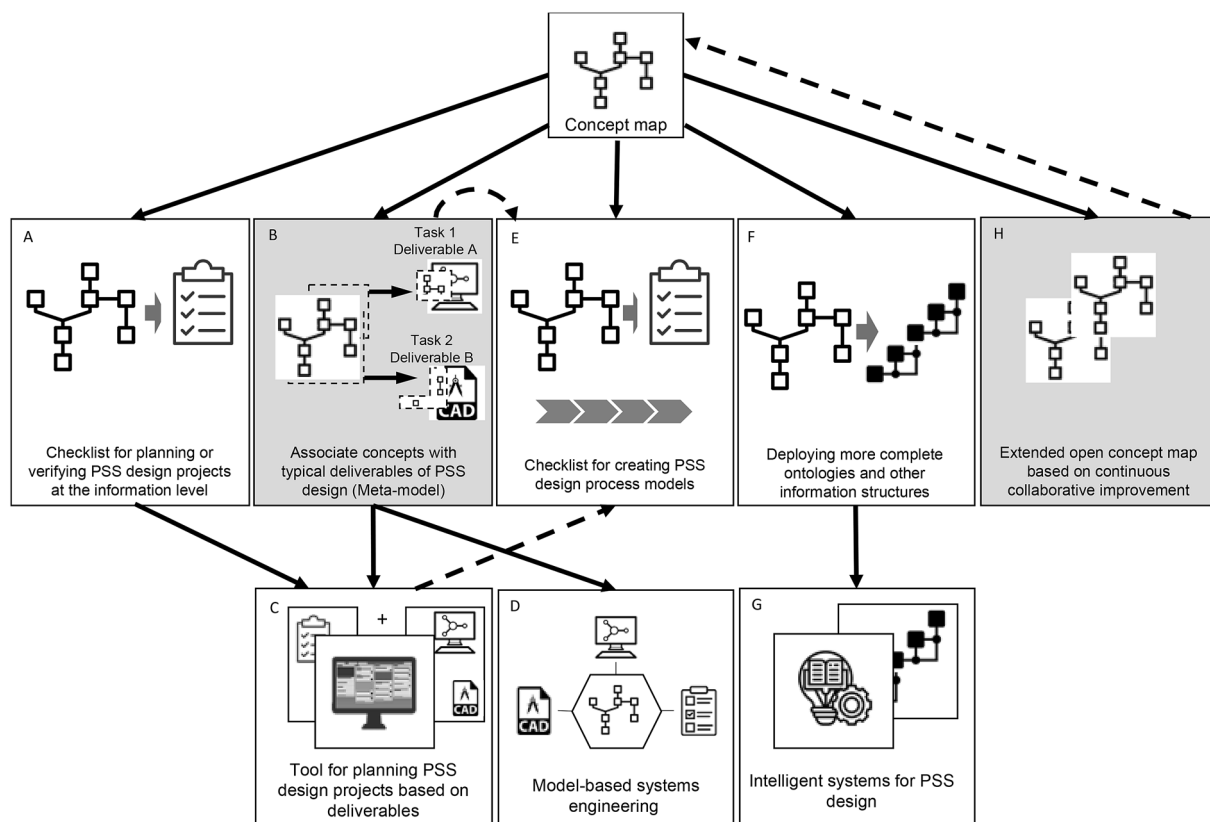 Concept map
A
Checklist for planning or
verifying PSS design projects
at the information level
B
Task 1
Deliverable A
Task 2
Deliverable B
CAD
Associate concepts with
typical deliverables of PSS
design (Meta-model)
E
Checklist for creating PSS
design process models
F
Deploying more complete
ontologies and other
information structures
H
Extended open concept map
based on continuous
collaborative improvement
C
+
CAD
Tool for planning PSS
design projects based on
deliverables
D
CAD
Model-based systems
engineering
G
Intelligent systems for PSS
design